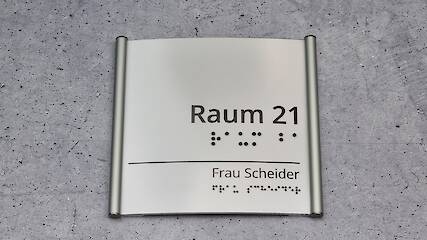 Raum 21
Frau Scheider